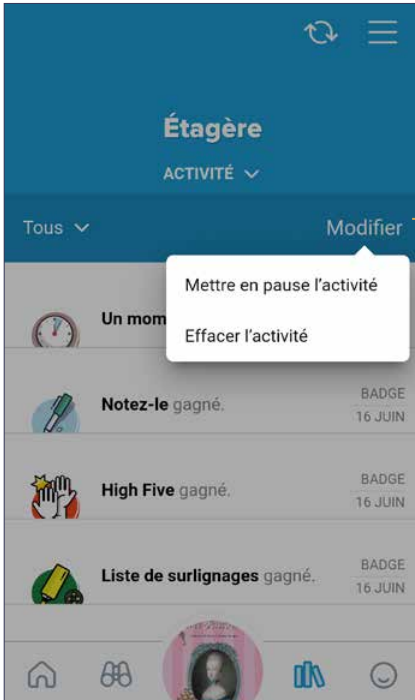 Étagère
ACTIVITÉ
Tous
Modifier
Mettre en pause l’activité
Effacer l’activité
Un mom
Notez-le gagné.
BADGE
16 JUIN
High Five gagné.
BADGE
16 JUIN
Liste de surlignages gagné.
BADGE
16 JUIN